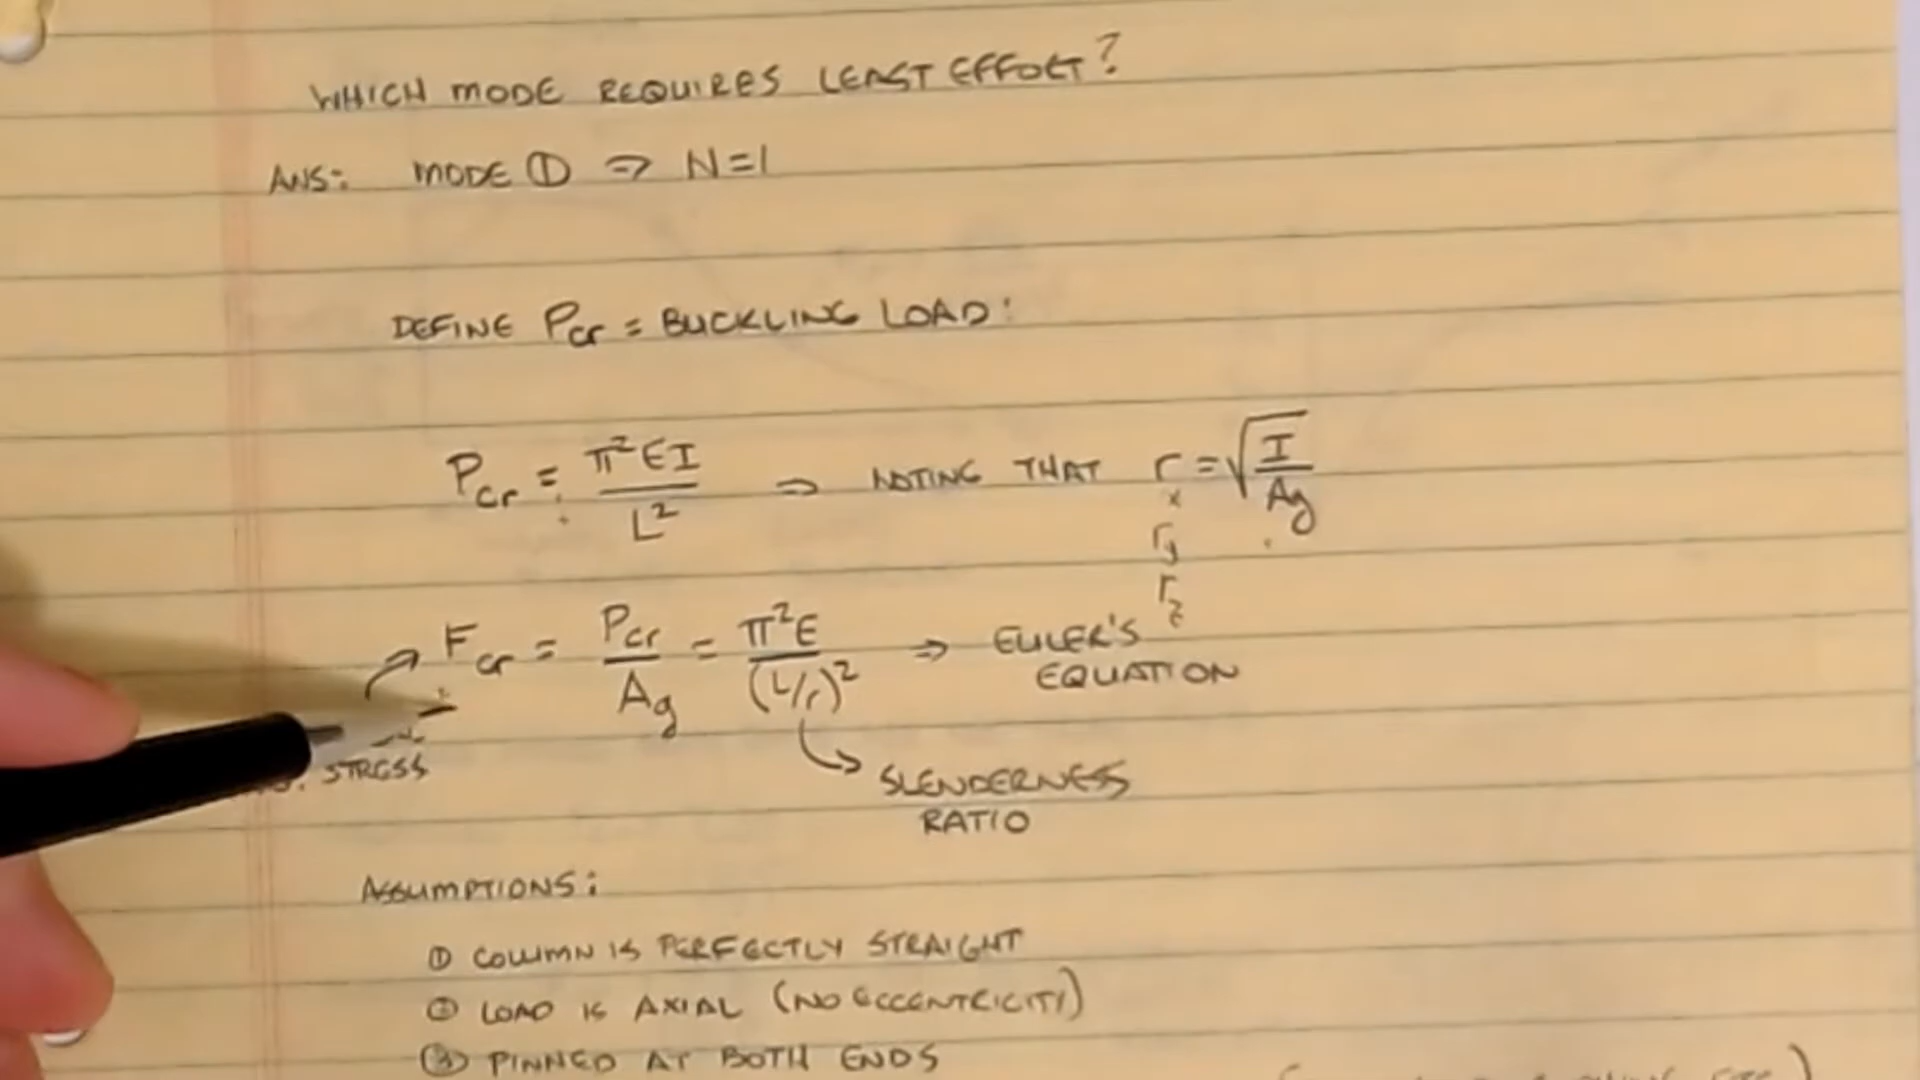 WHICH MODE REQUIRES LEAST EFFORT?
ANS: MODE ① ⇒ N=1
DEFINE Pcr = BUCKLING LOAD:
Pcr = π²EI / L² ⇒ NOTING THAT r = √(I / Ag)
x
ry
rz
Fcr = Pcr / Ag = π²E / (L/r)² ⇒ EULER'S
EQUATION
STRESS
SLENDERNESS
RATIO
ASSUMPTIONS:
① COLUMN IS PERFECTLY STRAIGHT
② LOAD IS AXIAL (NO ECCENTRICITY)
③ PINNED AT BOTH ENDS